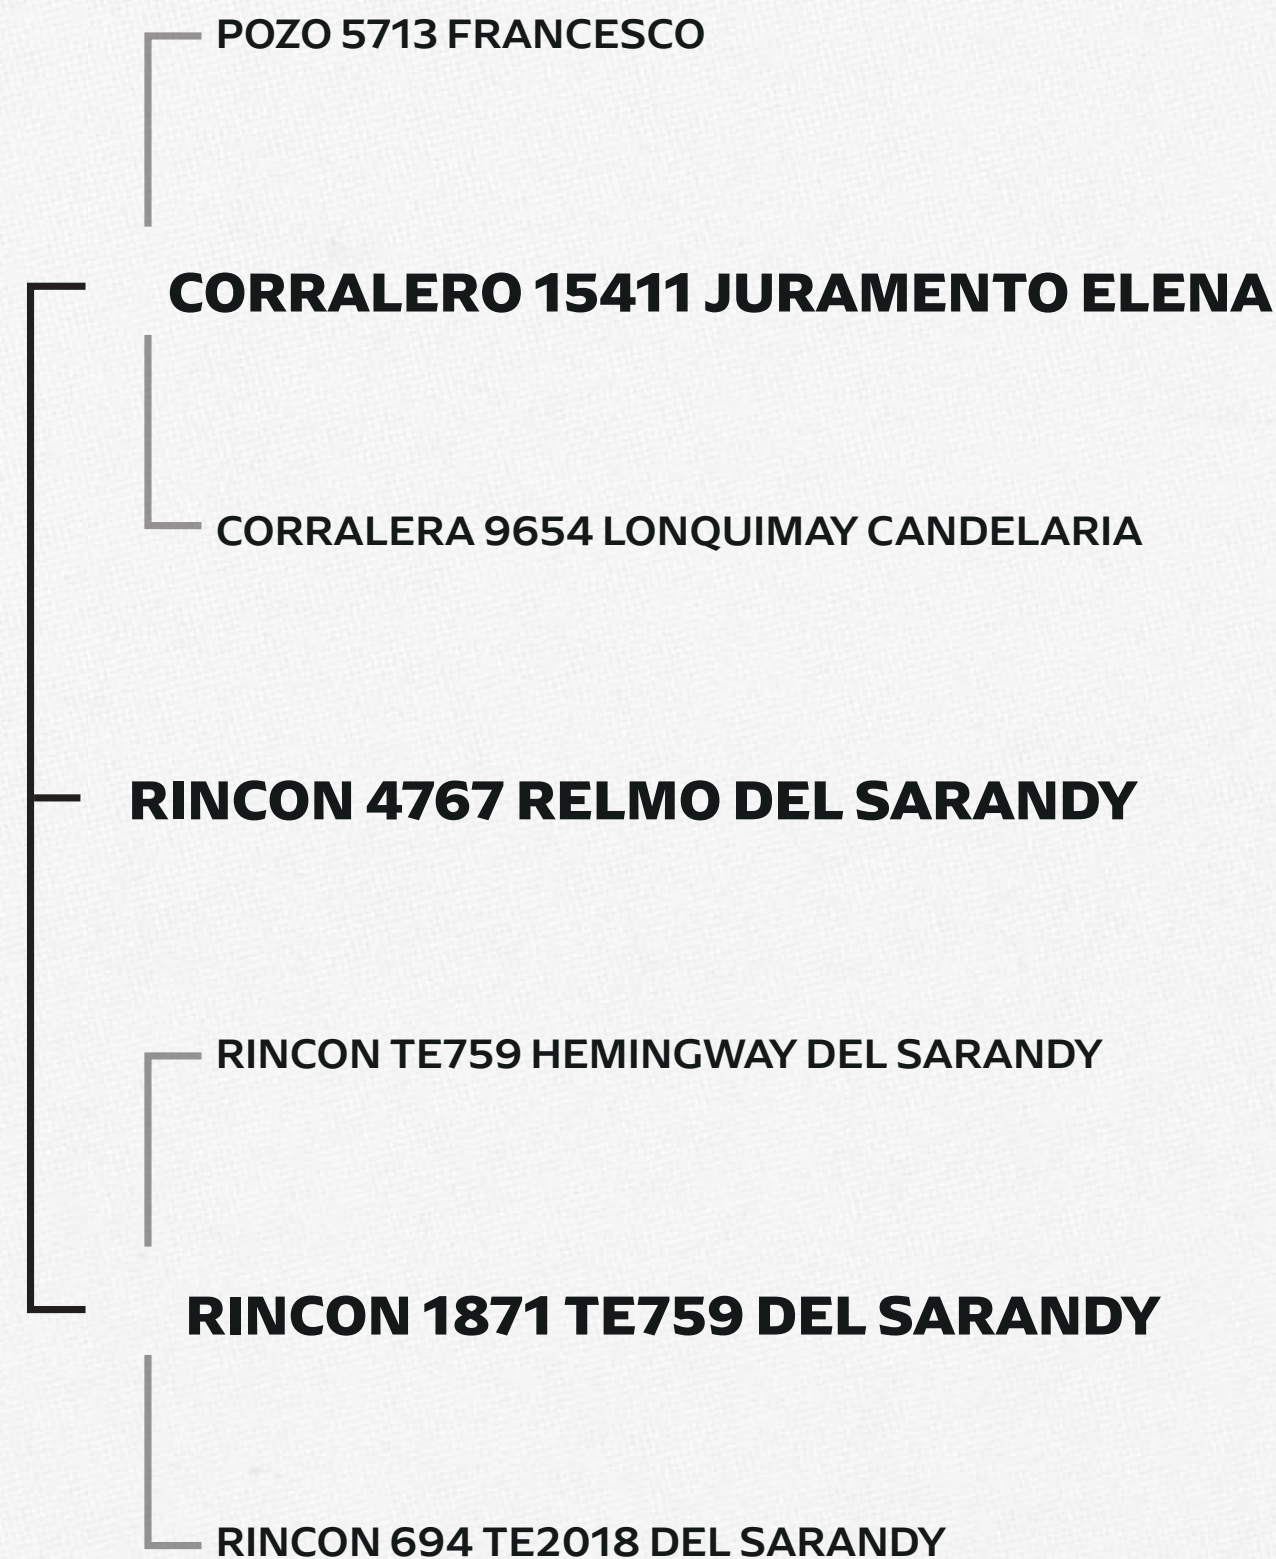 POZO 5713 FRANCESCO
CORRALERO 15411 JURAMENTO ELENA
CORRALERA 9654 LONQUIMAY CANDELARIA
RINCON 4767 RELMO DEL SARANDY
RINCON TE759 HEMINGWAY DEL SARANDY
RINCON 1871 TE759 DEL SARANDY
RINCON 694 TE2018 DEL SARANDY